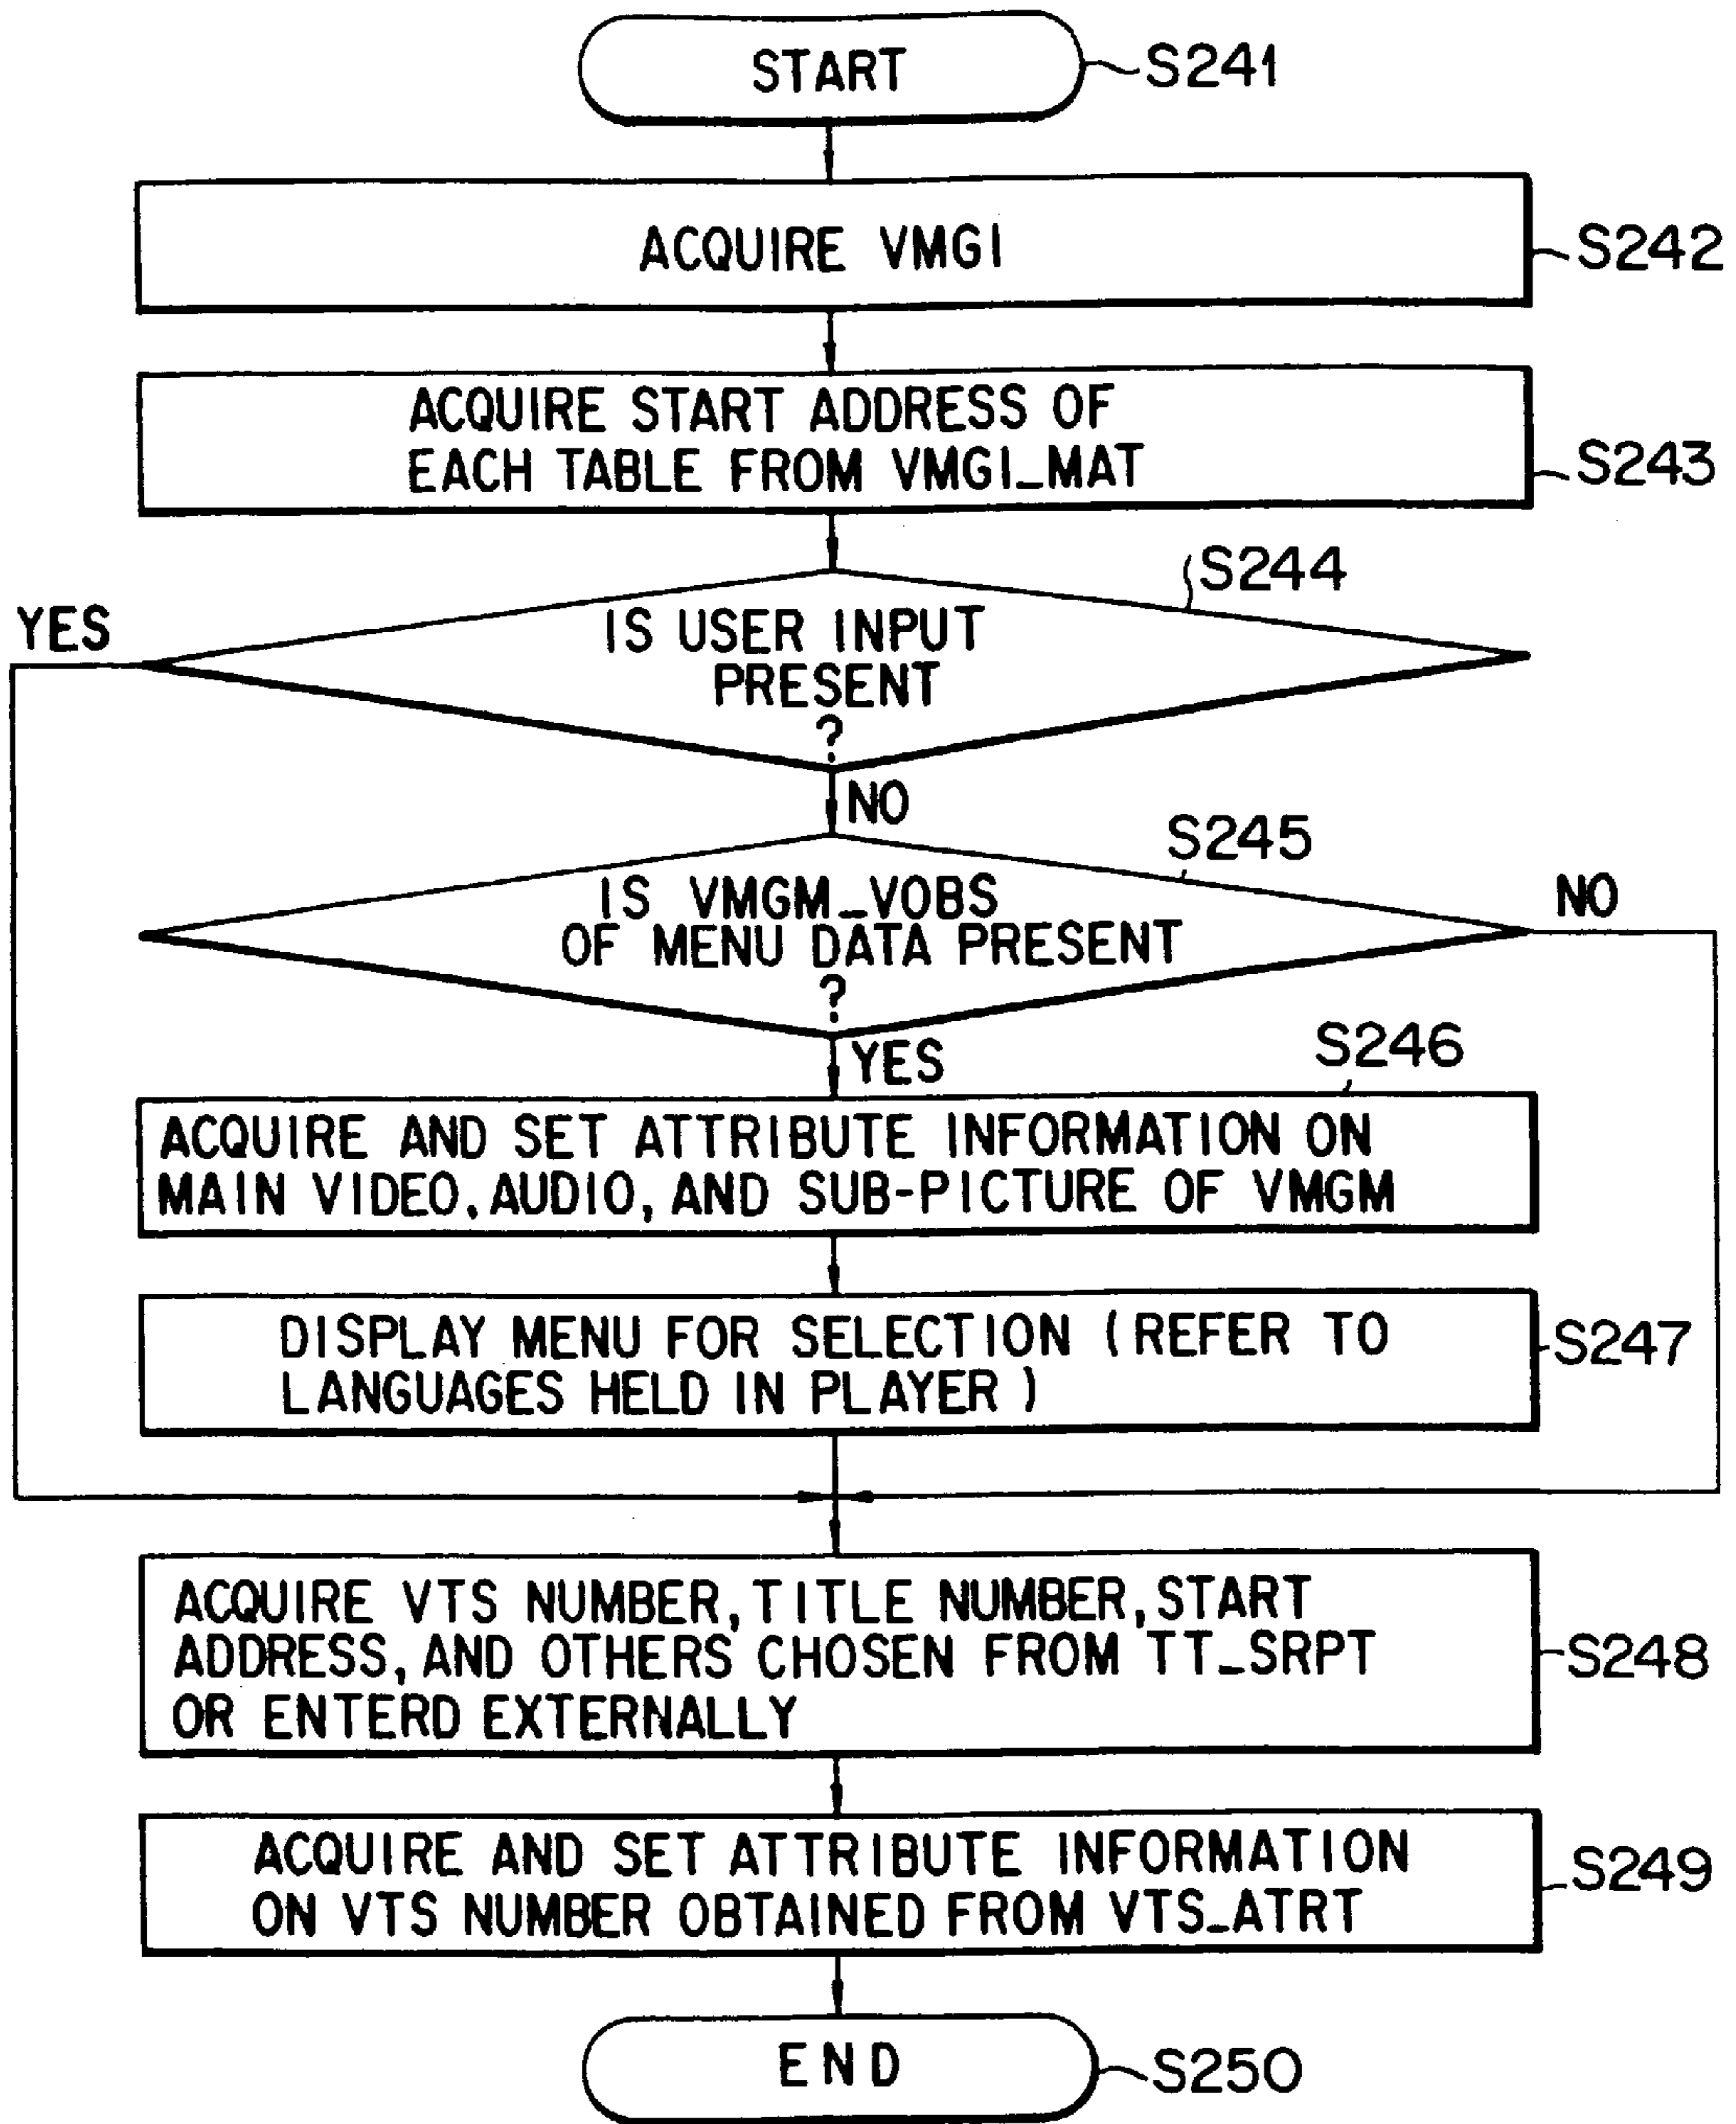 START
S241
ACQUIRE VMGI
S242
ACQUIRE START ADDRESS OF
EACH TABLE FROM VMGI_MAT
S243
S244
YES
IS USER INPUT
PRESENT
?
NO
S245
IS VMGM_VOBS
OF MENU DATA PRESENT
?
NO
YES
S246
ACQUIRE AND SET ATTRIBUTE INFORMATION ON
MAIN VIDEO, AUDIO, AND SUB-PICTURE OF VMGM
DISPLAY MENU FOR SELECTION (REFER TO
LANGUAGES HELD IN PLAYER)
S247
ACQUIRE VTS NUMBER, TITLE NUMBER, START
ADDRESS, AND OTHERS CHOSEN FROM TT_SRPT
OR ENTERD EXTERNALLY
S248
ACQUIRE AND SET ATTRIBUTE INFORMATION
ON VTS NUMBER OBTAINED FROM VTS_ATRT
S249
END
S250